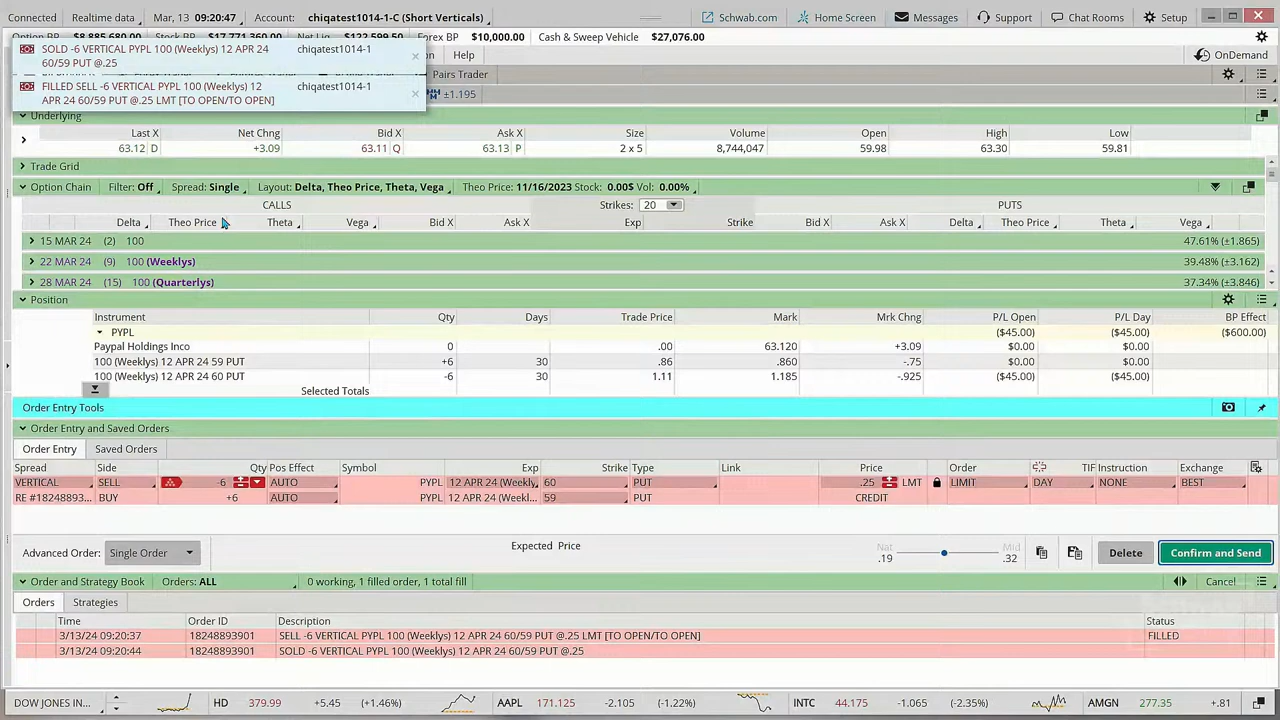 Connected Realtime data Mar, 13 09:20:47 Account: chiqatest1014-1-C (Short Verticals) Schwab.com Home Screen Messages Support Chat Rooms Setup
Forex BP $10,000.00 Cash & Sweep Vehicle $27,076.00
SOLD -6 VERTICAL PYPL 100 (Weeklys) 12 APR 24 chiqatest1014-1
60/59 PUT @.25
Help OnDemand
Pairs Trader
FILLED SELL -6 VERTICAL PYPL 100 (Weeklys) 12 chiqatest1014-1
APR 24 60/59 PUT @.25 LMT [TO OPEN/TO OPEN] ±1.195
Underlying
Last X Net Chng Bid X Ask X Size Volume Open High Low
63.12 D +3.09 63.11 Q 63.13 P 2 x 5 8,744,047 59.98 63.30 59.81
Trade Grid
Option Chain Filter: Off Spread: Single Layout: Delta, Theo Price, Theta, Vega Theo Price: 11/16/2023 Stock: 0.00$ Vol: 0.00%
CALLS Strikes: 20 PUTS
Delta Theo Price Theta Vega Bid X Ask X Exp Strike Bid X Ask X Delta Theo Price Theta Vega
15 MAR 24 (2) 100 47.61% (±1.865)
22 MAR 24 (9) 100 (Weeklys) 39.48% (±3.162)
28 MAR 24 (15) 100 (Quarterlys) 37.34% (±3.846)
Position
Instrument Qty Days Trade Price Mark Mrk Chng P/L Open P/L Day BP Effect
PYPL ($45.00) ($45.00) ($600.00)
Paypal Holdings Inco 0 .00 63.120 +3.09 $0.00 $0.00
100 (Weeklys) 12 APR 24 59 PUT +6 30 .86 .860 -.75 $0.00 $0.00
100 (Weeklys) 12 APR 24 60 PUT -6 30 1.11 1.185 -.925 ($45.00) ($45.00)
Selected Totals
Order Entry Tools
Order Entry and Saved Orders
Order Entry Saved Orders
Spread Side Qty Pos Effect Symbol Exp Strike Type Link Price Order TIF Instruction Exchange
VERTICAL SELL -6 AUTO PYPL 12 APR 24 (Weekly. 60 PUT .25 LMT LIMIT DAY NONE BEST
RE #18248893... BUY +6 AUTO PYPL 12 APR 24 (Weekl... 59 PUT CREDIT
Advanced Order: Single Order Expected Price Nat .19 Mid .32 Delete Confirm and Send
Order and Strategy Book Orders: ALL 0 working, 1 filled order, 1 total fill Cancel
Orders Strategies
Time Order ID Description Status
3/13/24 09:20:37 18248893901 SELL -6 VERTICAL PYPL 100 (Weeklys) 12 APR 24 60/59 PUT @.25 LMT [TO OPEN/TO OPEN] FILLED
3/13/24 09:20:44 18248893901 SOLD -6 VERTICAL PYPL 100 (Weeklys) 12 APR 24 60/59 PUT @.25
DOW JONES IN... HD 379.99 +5.45 (+1.46%) AAPL 171.125 -2.105 (-1.22%) INTC 44.175 -1.065 (-2.35%) AMGN 277.35 +.81